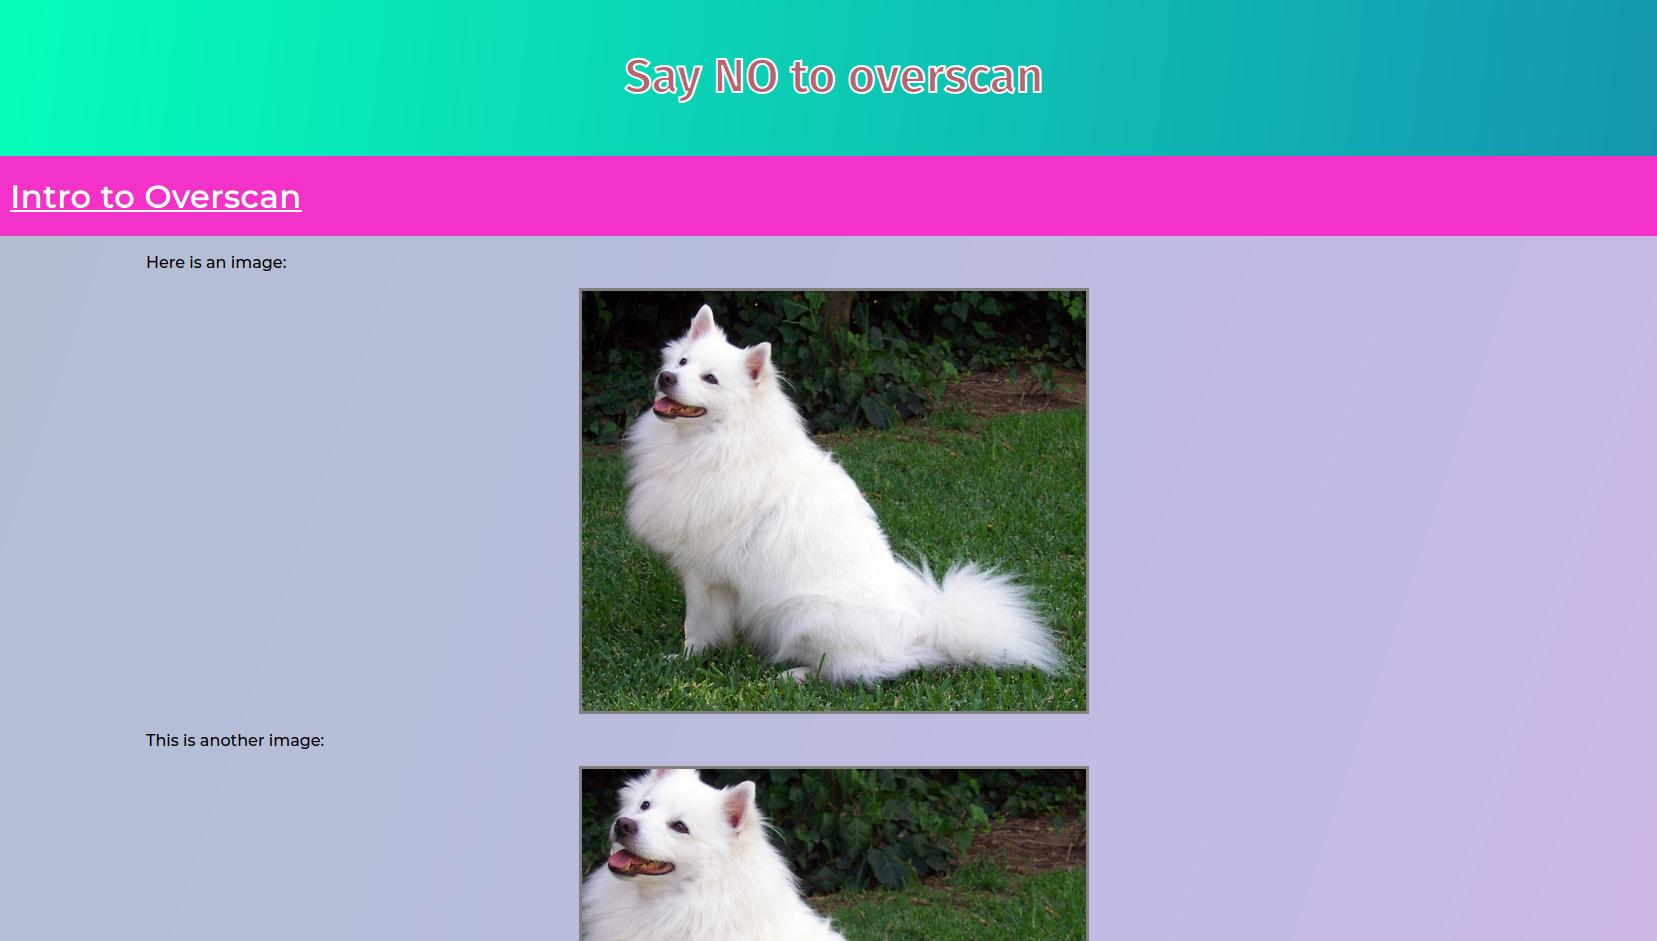 Say NO to overscan
Intro to Overscan
Here is an image:
This is another image: